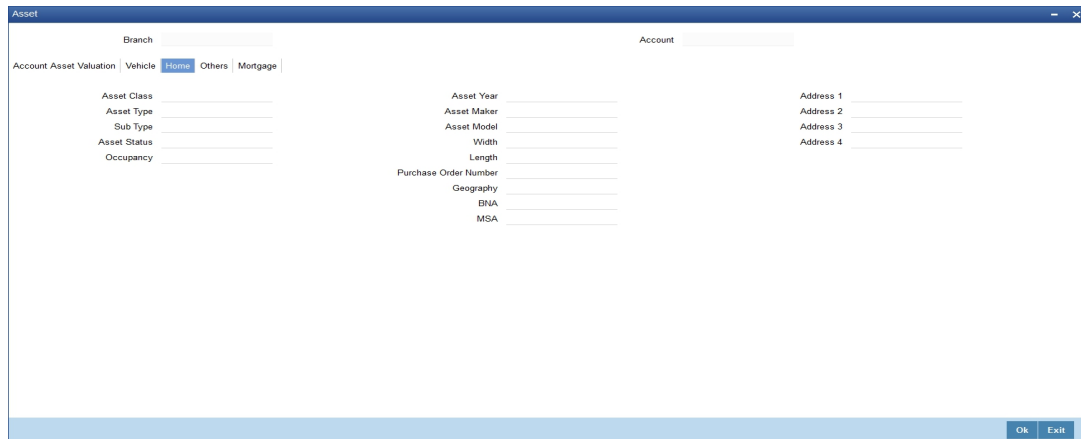 Asset
Branch Account
Account Asset Valuation Vehicle Home Others Mortgage
Asset Class Asset Year Address 1
Asset Type Asset Maker Address 2
Sub Type Asset Model Address 3
Asset Status Width Address 4
Occupancy Length
Purchase Order Number
Geography
BNA
MSA
Ok Exit